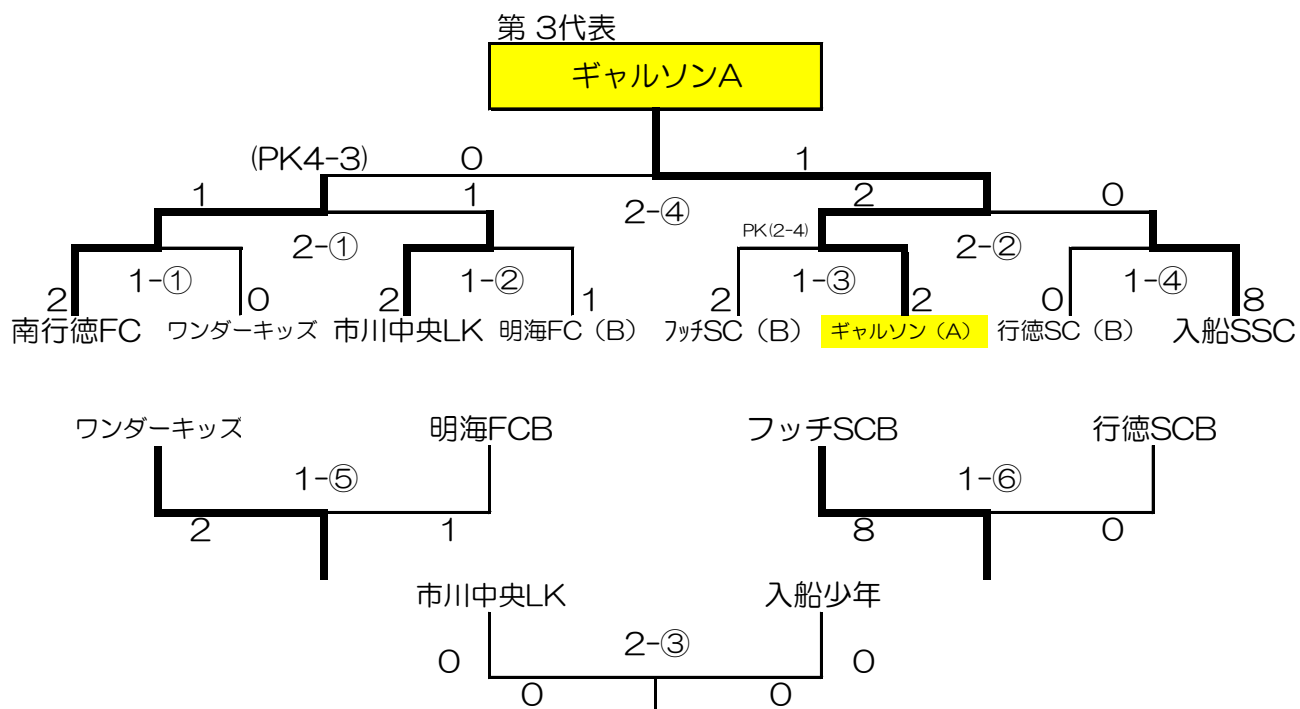 第 3代表
ギャルソンA
(PK4-3) 0 1
1 1 2-④ 2 0
2-① PK(2-4) 2-②
1-① 1-② 1-③ 1-④
2 0 2 1 2 2 0 8
南行徳FC ワンダーキッズ 市川中央LK 明海FC（B） フッチSC（B） ギャルソン（A） 行徳SC（B） 入船SSC
ワンダーキッズ 明海FCB フッチSCB 行徳SCB
1-⑤ 1-⑥
2 1 8 0
市川中央LK 入船少年
0 2-③ 0
0 0